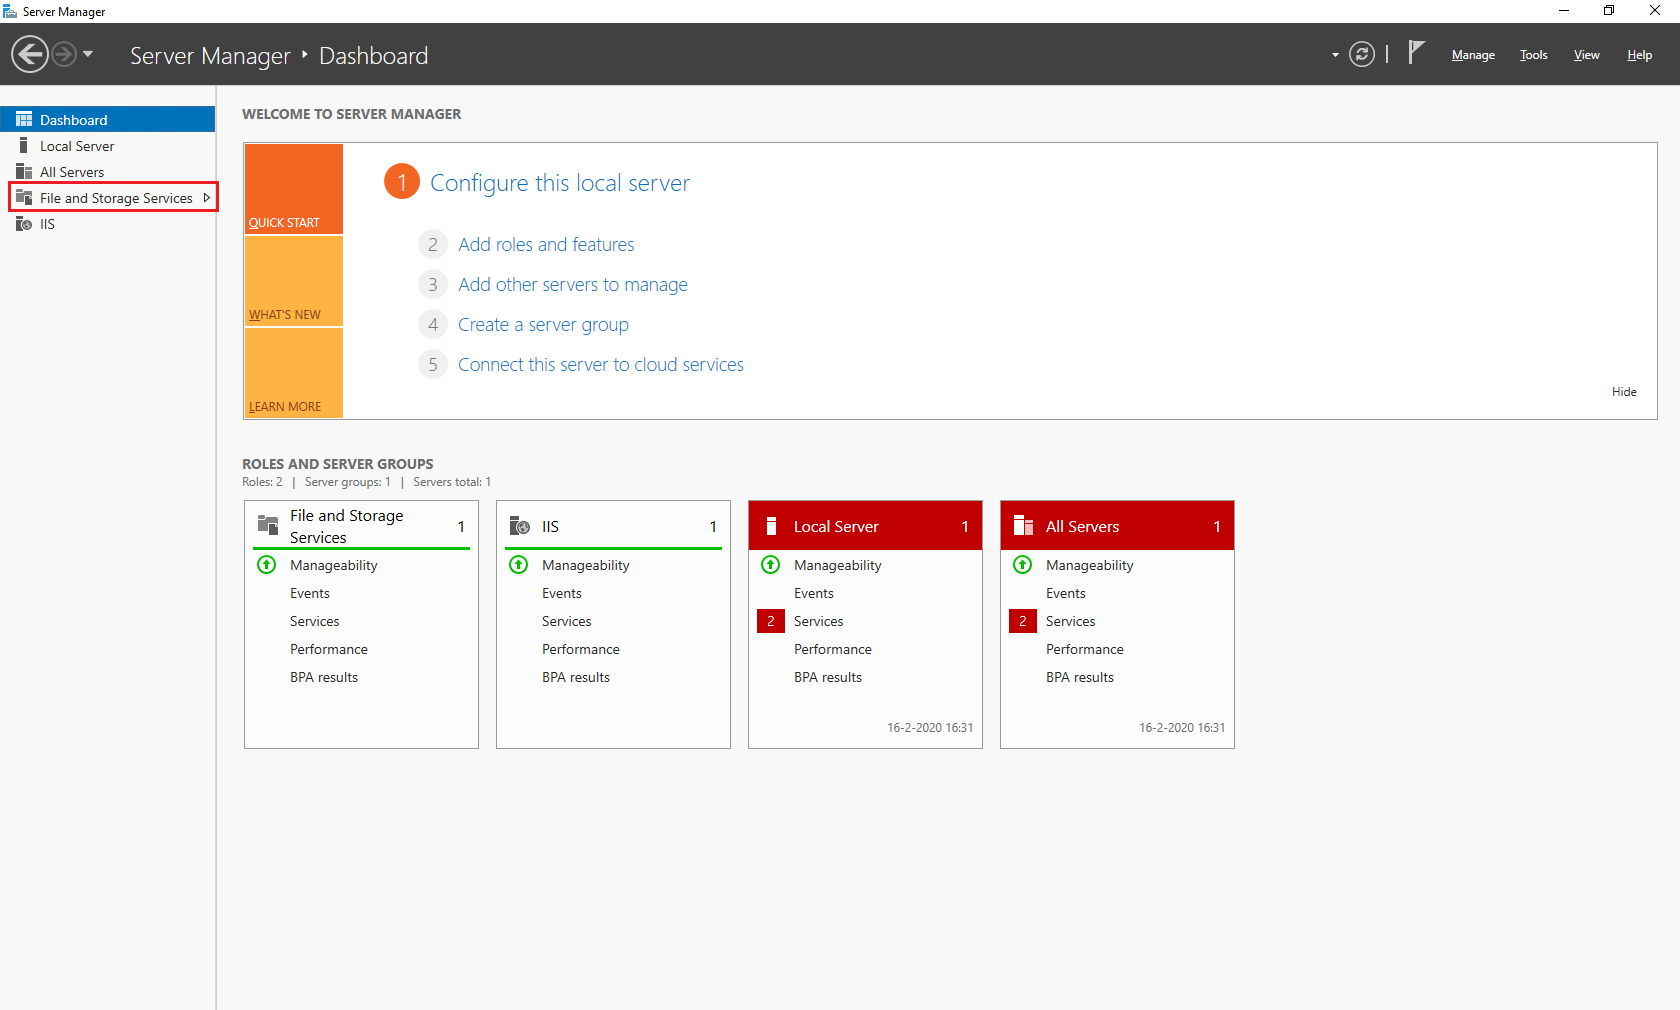 Server Manager
Server Manager ‣ Dashboard
Manage
Tools
View
Help
Dashboard
Local Server
All Servers
File and Storage Services
IIS
WELCOME TO SERVER MANAGER
QUICK START
WHAT'S NEW
LEARN MORE
1 Configure this local server
2 Add roles and features
3 Add other servers to manage
4 Create a server group
5 Connect this server to cloud services
Hide
ROLES AND SERVER GROUPS
Roles: 2 | Server groups: 1 | Servers total: 1
File and Storage
Services
1
Manageability
Events
Services
Performance
BPA results
IIS 1
Manageability
Events
Services
Performance
BPA results
Local Server 1
Manageability
Events
2 Services
Performance
BPA results
16-2-2020 16:31
All Servers 1
Manageability
Events
2 Services
Performance
BPA results
16-2-2020 16:31